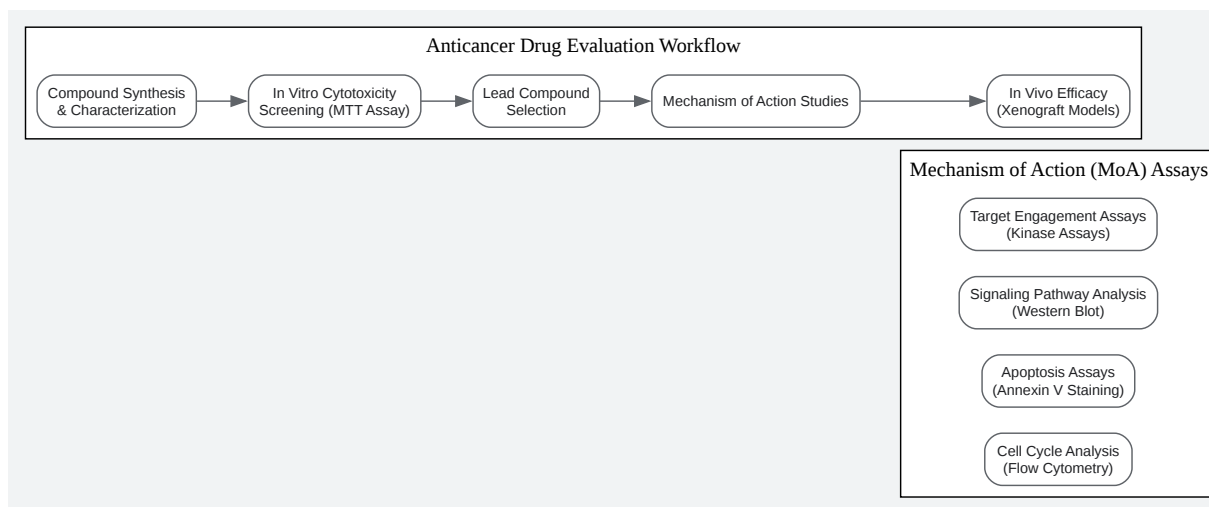 Anticancer Drug Evaluation Workflow
Compound Synthesis
& Characterization
In Vitro Cytotoxicity
Screening (MTT Assay)
Lead Compound
Selection
Mechanism of Action Studies
In Vivo Efficacy
(Xenograft Models)
Mechanism of Action (MoA) Assays
Target Engagement Assays
(Kinase Assays)
Signaling Pathway Analysis
(Western Blot)
Apoptosis Assays
(Annexin V Staining)
Cell Cycle Analysis
(Flow Cytometry)